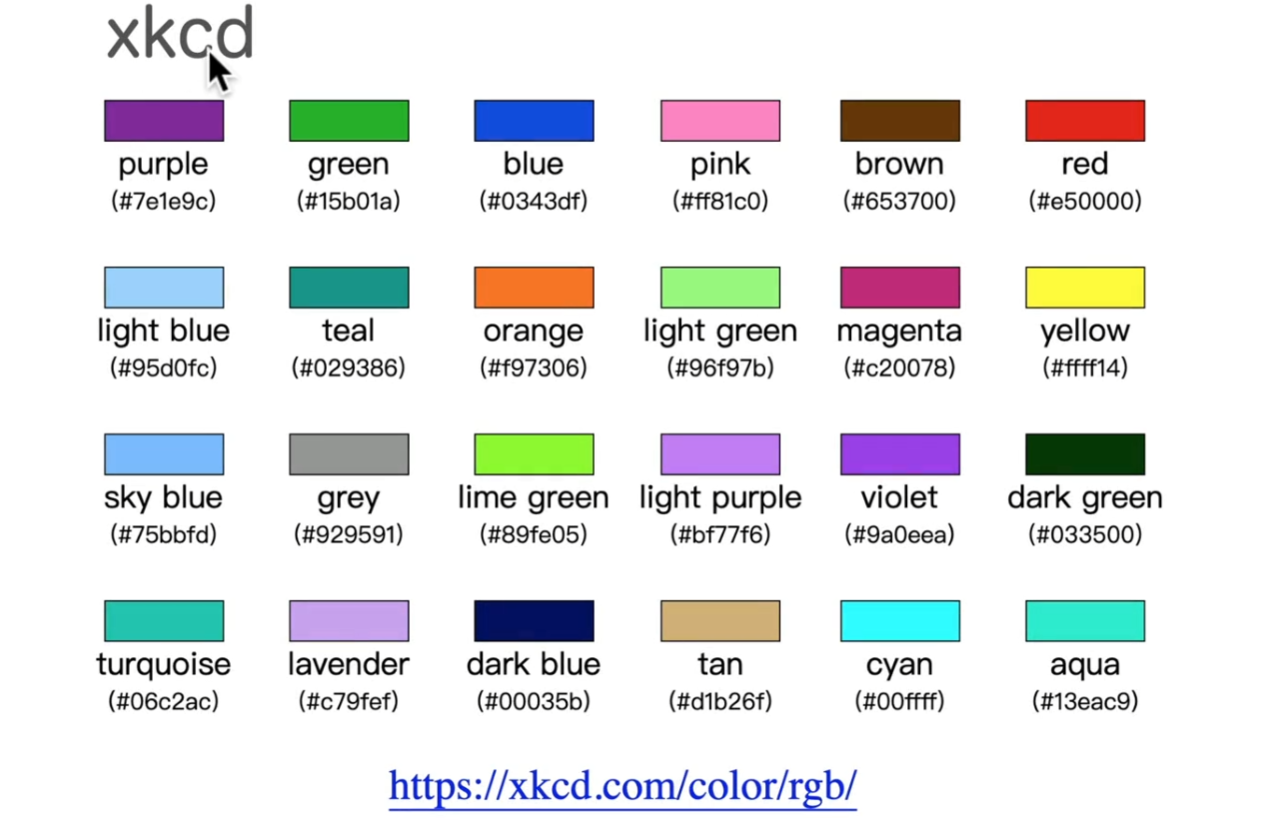 xkcd
purple green blue pink brown red
(#7e1e9c) (#15b01a) (#0343df) (#ff81c0) (#653700) (#e50000)
light blue teal orange light green magenta yellow
(#95d0fc) (#029386) (#f97306) (#96f97b) (#c20078) (#ffff14)
sky blue grey lime green light purple violet dark green
(#75bbfd) (#929591) (#89fe05) (#bf77f6) (#9a0eea) (#033500)
turquoise lavender dark blue tan cyan aqua
(#06c2ac) (#c79fef) (#00035b) (#d1b26f) (#00ffff) (#13eac9)
https://xkcd.com/color/rgb/